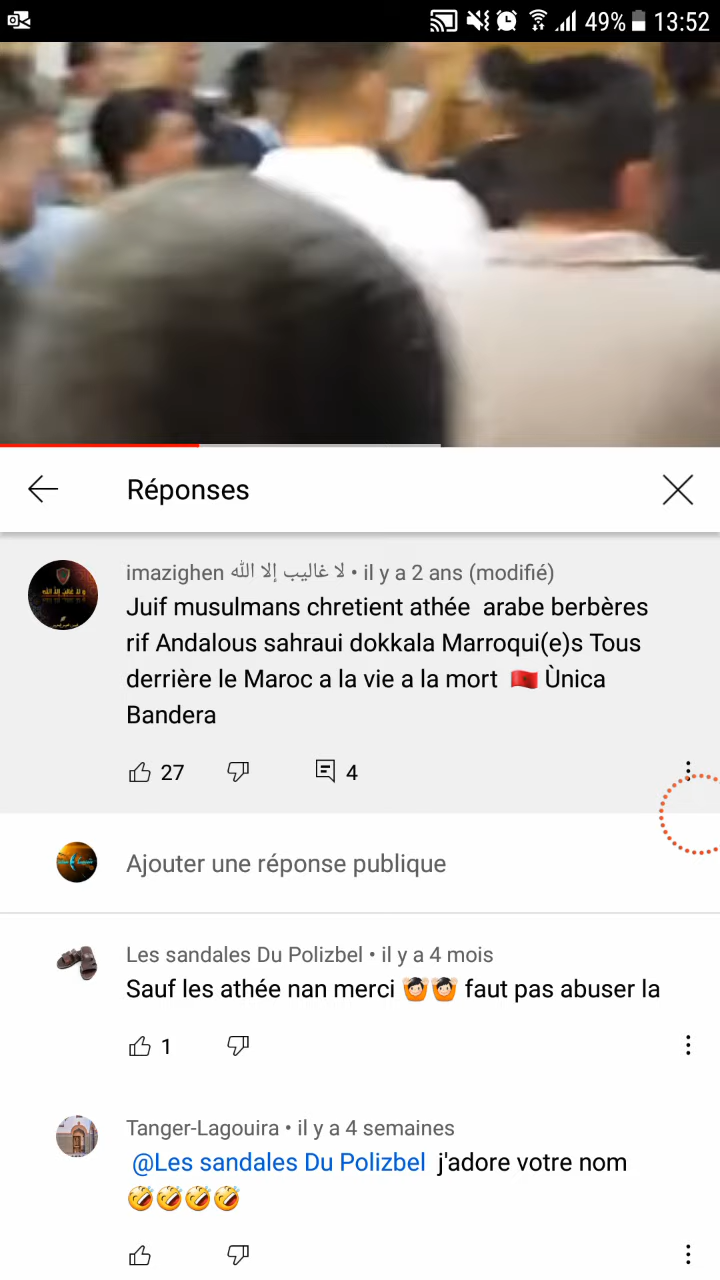 49% 13:52
Réponses
imazighen لا غاليب إلا الله • il y a 2 ans (modifié)
Juif musulmans chretient athée arabe berbères
rif Andalous sahraui dokkala Marroqui(e)s Tous
derrière le Maroc a la vie a la mort 🇲🇦 Ùnica
Bandera
27 4
Ajouter une réponse publique
Les sandales Du Polizbel • il y a 4 mois
Sauf les athée nan merci 🙆🏻🙆🏻 faut pas abuser la
1
Tanger-Lagouira • il y a 4 semaines
@Les sandales Du Polizbel j'adore votre nom
🤣🤣🤣🤣